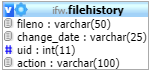 ifw.filehistory
fileno : varchar(50)
change_date : varchar(25)
# uid : int(11)
action : varchar(100)